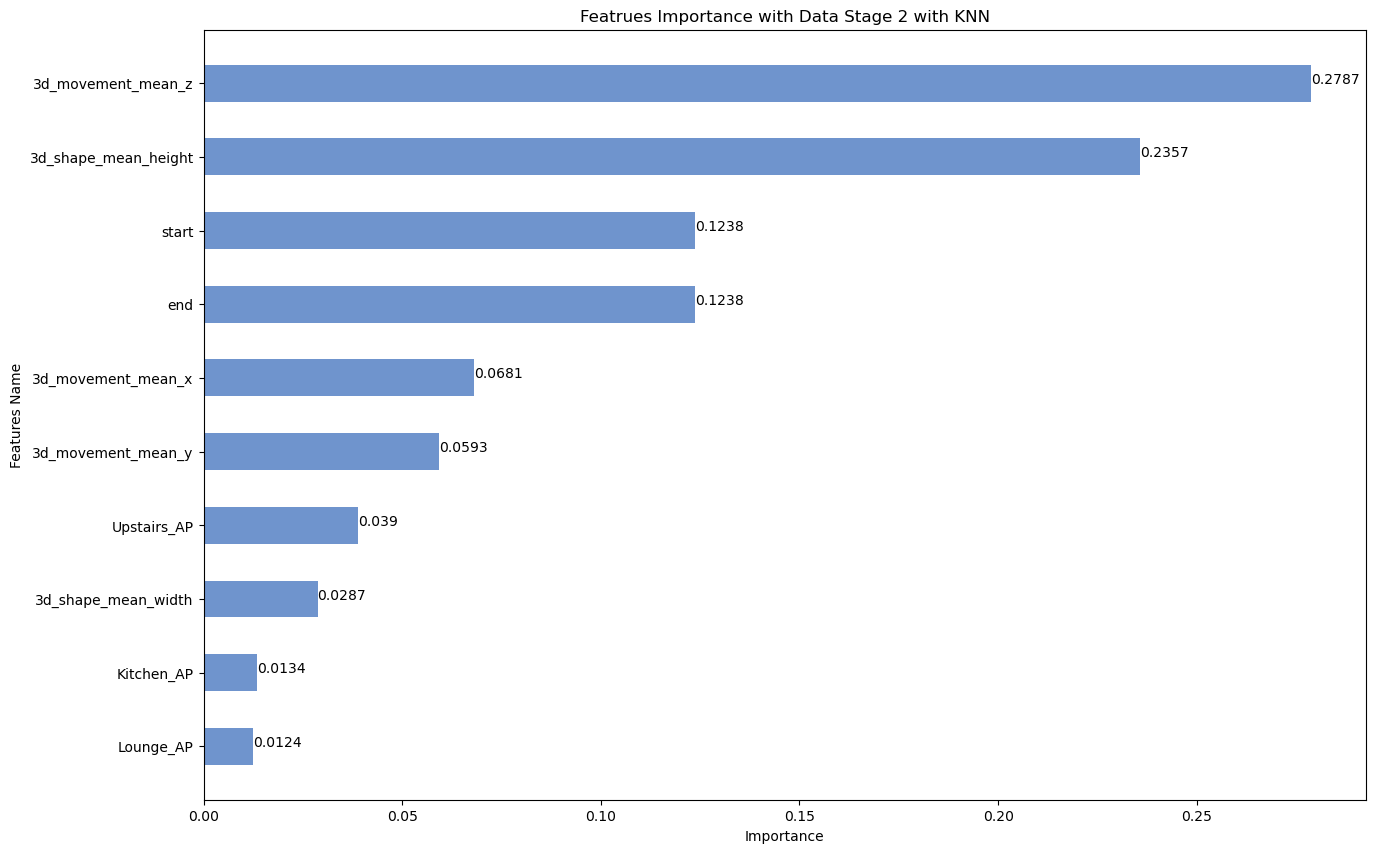 Featrues Importance with Data Stage 2 with KNN
3d_movement_mean_z 0.2787
3d_shape_mean_height 0.2357
start 0.1238
end 0.1238
3d_movement_mean_x 0.0681
3d_movement_mean_y 0.0593
Upstairs_AP 0.039
3d_shape_mean_width 0.0287
Kitchen_AP 0.0134
Lounge_AP 0.0124
Features Name
0.00 0.05 0.10 0.15 0.20 0.25
Importance